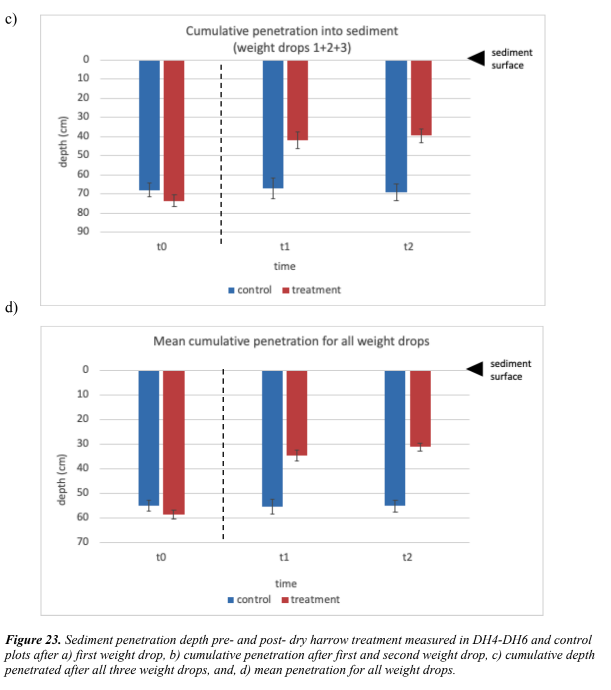 c)
Cumulative penetration into sediment
(weight drops 1+2+3)
sediment
surface
0
10
20
30
40
50
60
70
80
90
depth (cm)
t0 t1 t2
time
control treatment
d)
Mean cumulative penetration for all weight drops
sediment
surface
0
10
20
30
40
50
60
70
depth (cm)
t0 t1 t2
time
control treatment
Figure 23. Sediment penetration depth pre- and post- dry harrow treatment measured in DH4-DH6 and control
plots after a) first weight drop, b) cumulative penetration after first and second weight drop, c) cumulative depth
penetrated after all three weight drops, and, d) mean penetration for all weight drops.